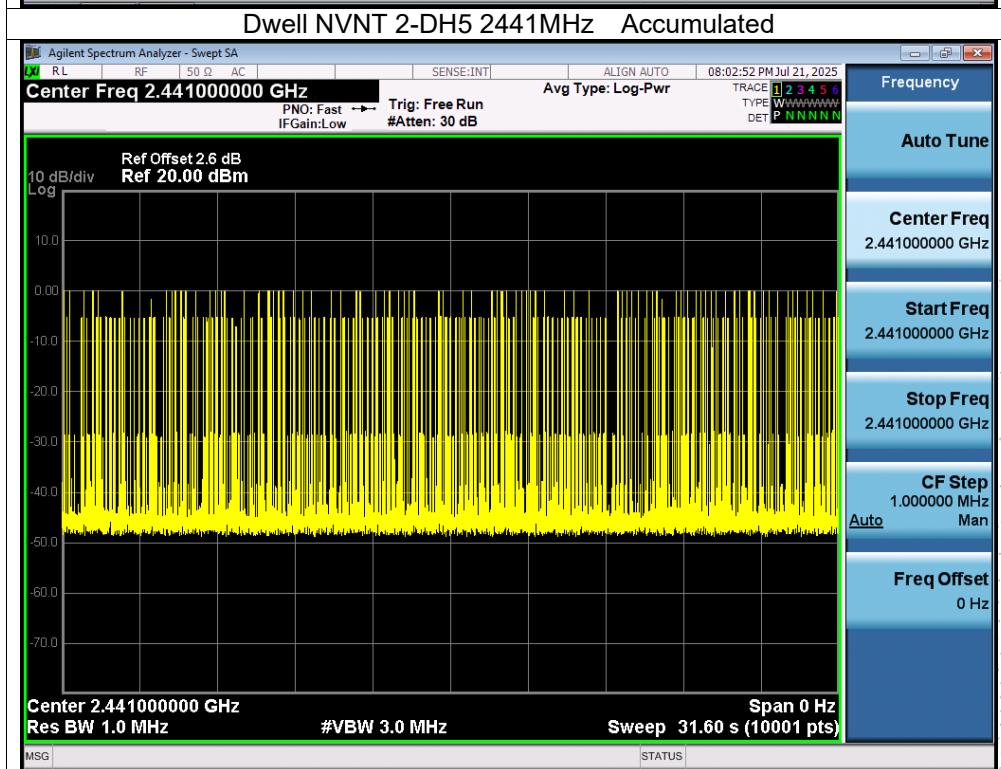 Dwell NVNT 2-DH5 2441MHz Accumulated
Agilent Spectrum Analyzer - Swept SA
LXI RL RF 50 Ω AC SENSE:INT ALIGN AUTO 08:02:52 PM Jul 21, 2025
Center Freq 2.441000000 GHz
PNO: Fast
IFGain:Low
Trig: Free Run
#Atten: 30 dB
Avg Type: Log-Pwr
TRACE 1 2 3 4 5 6
TYPE WWWWWWW
DET P N N N N N
Frequency
Auto Tune
Center Freq
2.441000000 GHz
Start Freq
2.441000000 GHz
Stop Freq
2.441000000 GHz
CF Step
1.000000 MHz
Auto Man
Freq Offset
0 Hz
Ref Offset 2.6 dB
10 dB/div Ref 20.00 dBm
Log
10.0
0.00
-10.0
-20.0
-30.0
-40.0
-50.0
-60.0
-70.0
Center 2.441000000 GHz Span 0 Hz
Res BW 1.0 MHz #VBW 3.0 MHz Sweep 31.60 s (10001 pts)
MSG STATUS